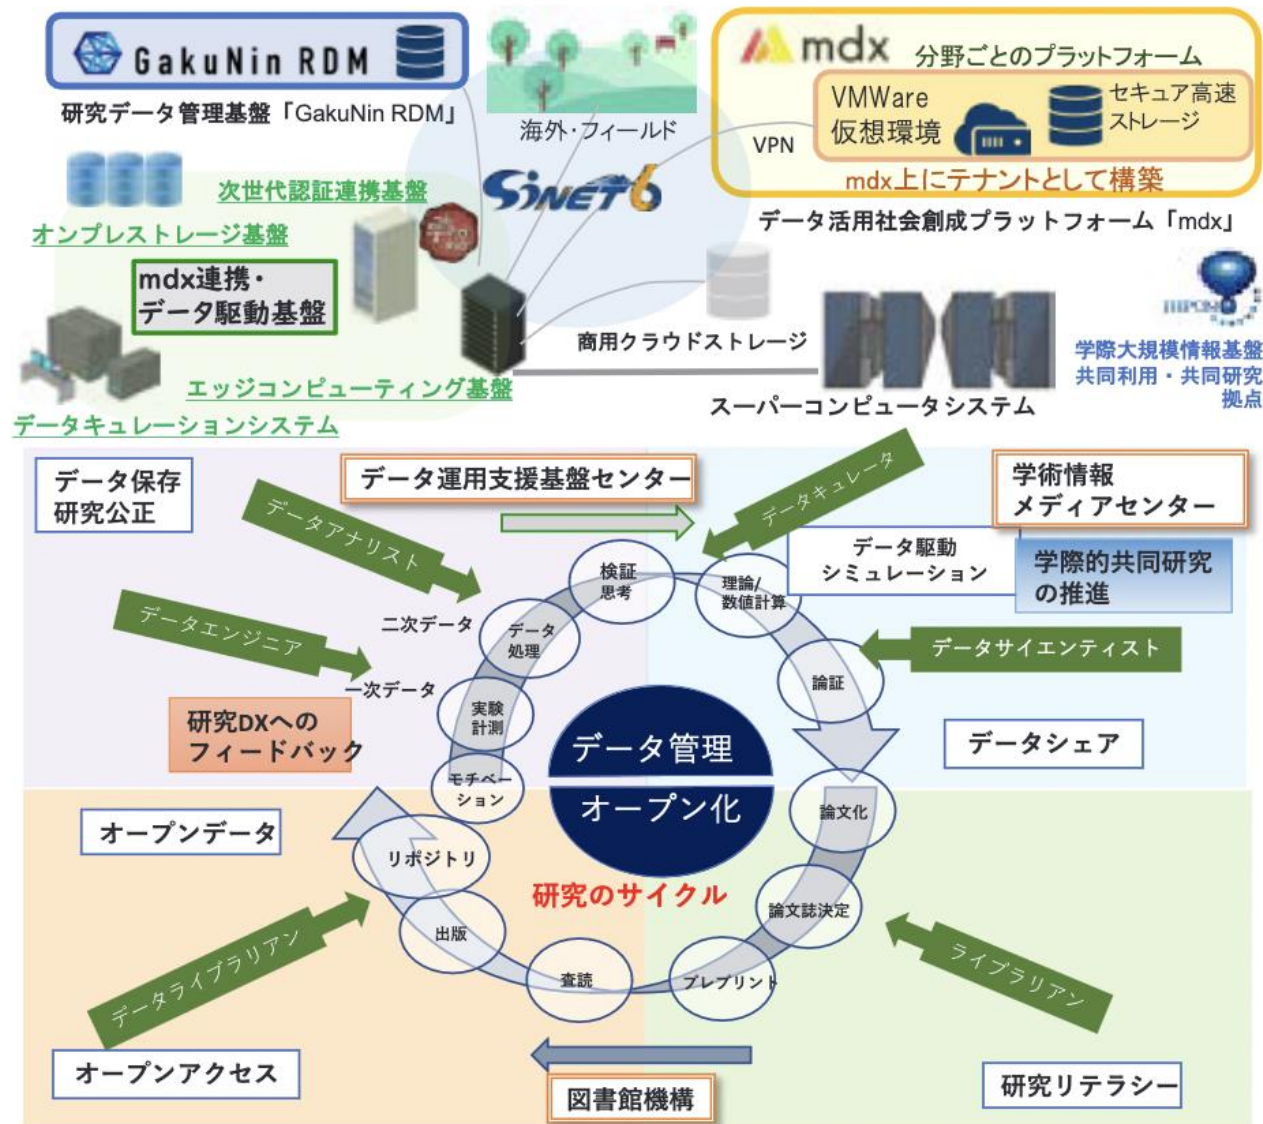 GakuNin RDM
研究データ管理基盤「GakuNin RDM」
海外・フィールド
SINET6
mdx
分野ごとのプラットフォーム
VMWare
仮想環境
セキュア高速
ストレージ
VPN
mdx上にテナントとして構築
データ活用社会創成プラットフォーム「mdx」
次世代認証連携基盤
オンプレストレージ基盤
mdx連携・
データ駆動基盤
エッジコンピューティング基盤
データキュレーションシステム
商用クラウドストレージ
スーパーコンピュータシステム
学際大規模情報基盤
共同利用・共同研究
拠点
データ保存
研究公正
データ運用支援基盤センター
データキュレータ
学術情報
メディアセンター
データアナリスト
データ駆動
シミュレーション
学際的共同研究
の推進
検証
思考
理論/
数値計算
データエンジニア
二次データ
データ
処理
データサイエンティスト
論証
一次データ
実験
計測
研究DXへの
フィードバック
データ管理
データシェア
モチベー
ション
オープン化
論文化
オープンデータ
リポジトリ
研究のサイクル
論文誌決定
出版
データライブラリアン
ライブラリアン
査読
プレプリント
オープンアクセス
図書館機構
研究リテラシー